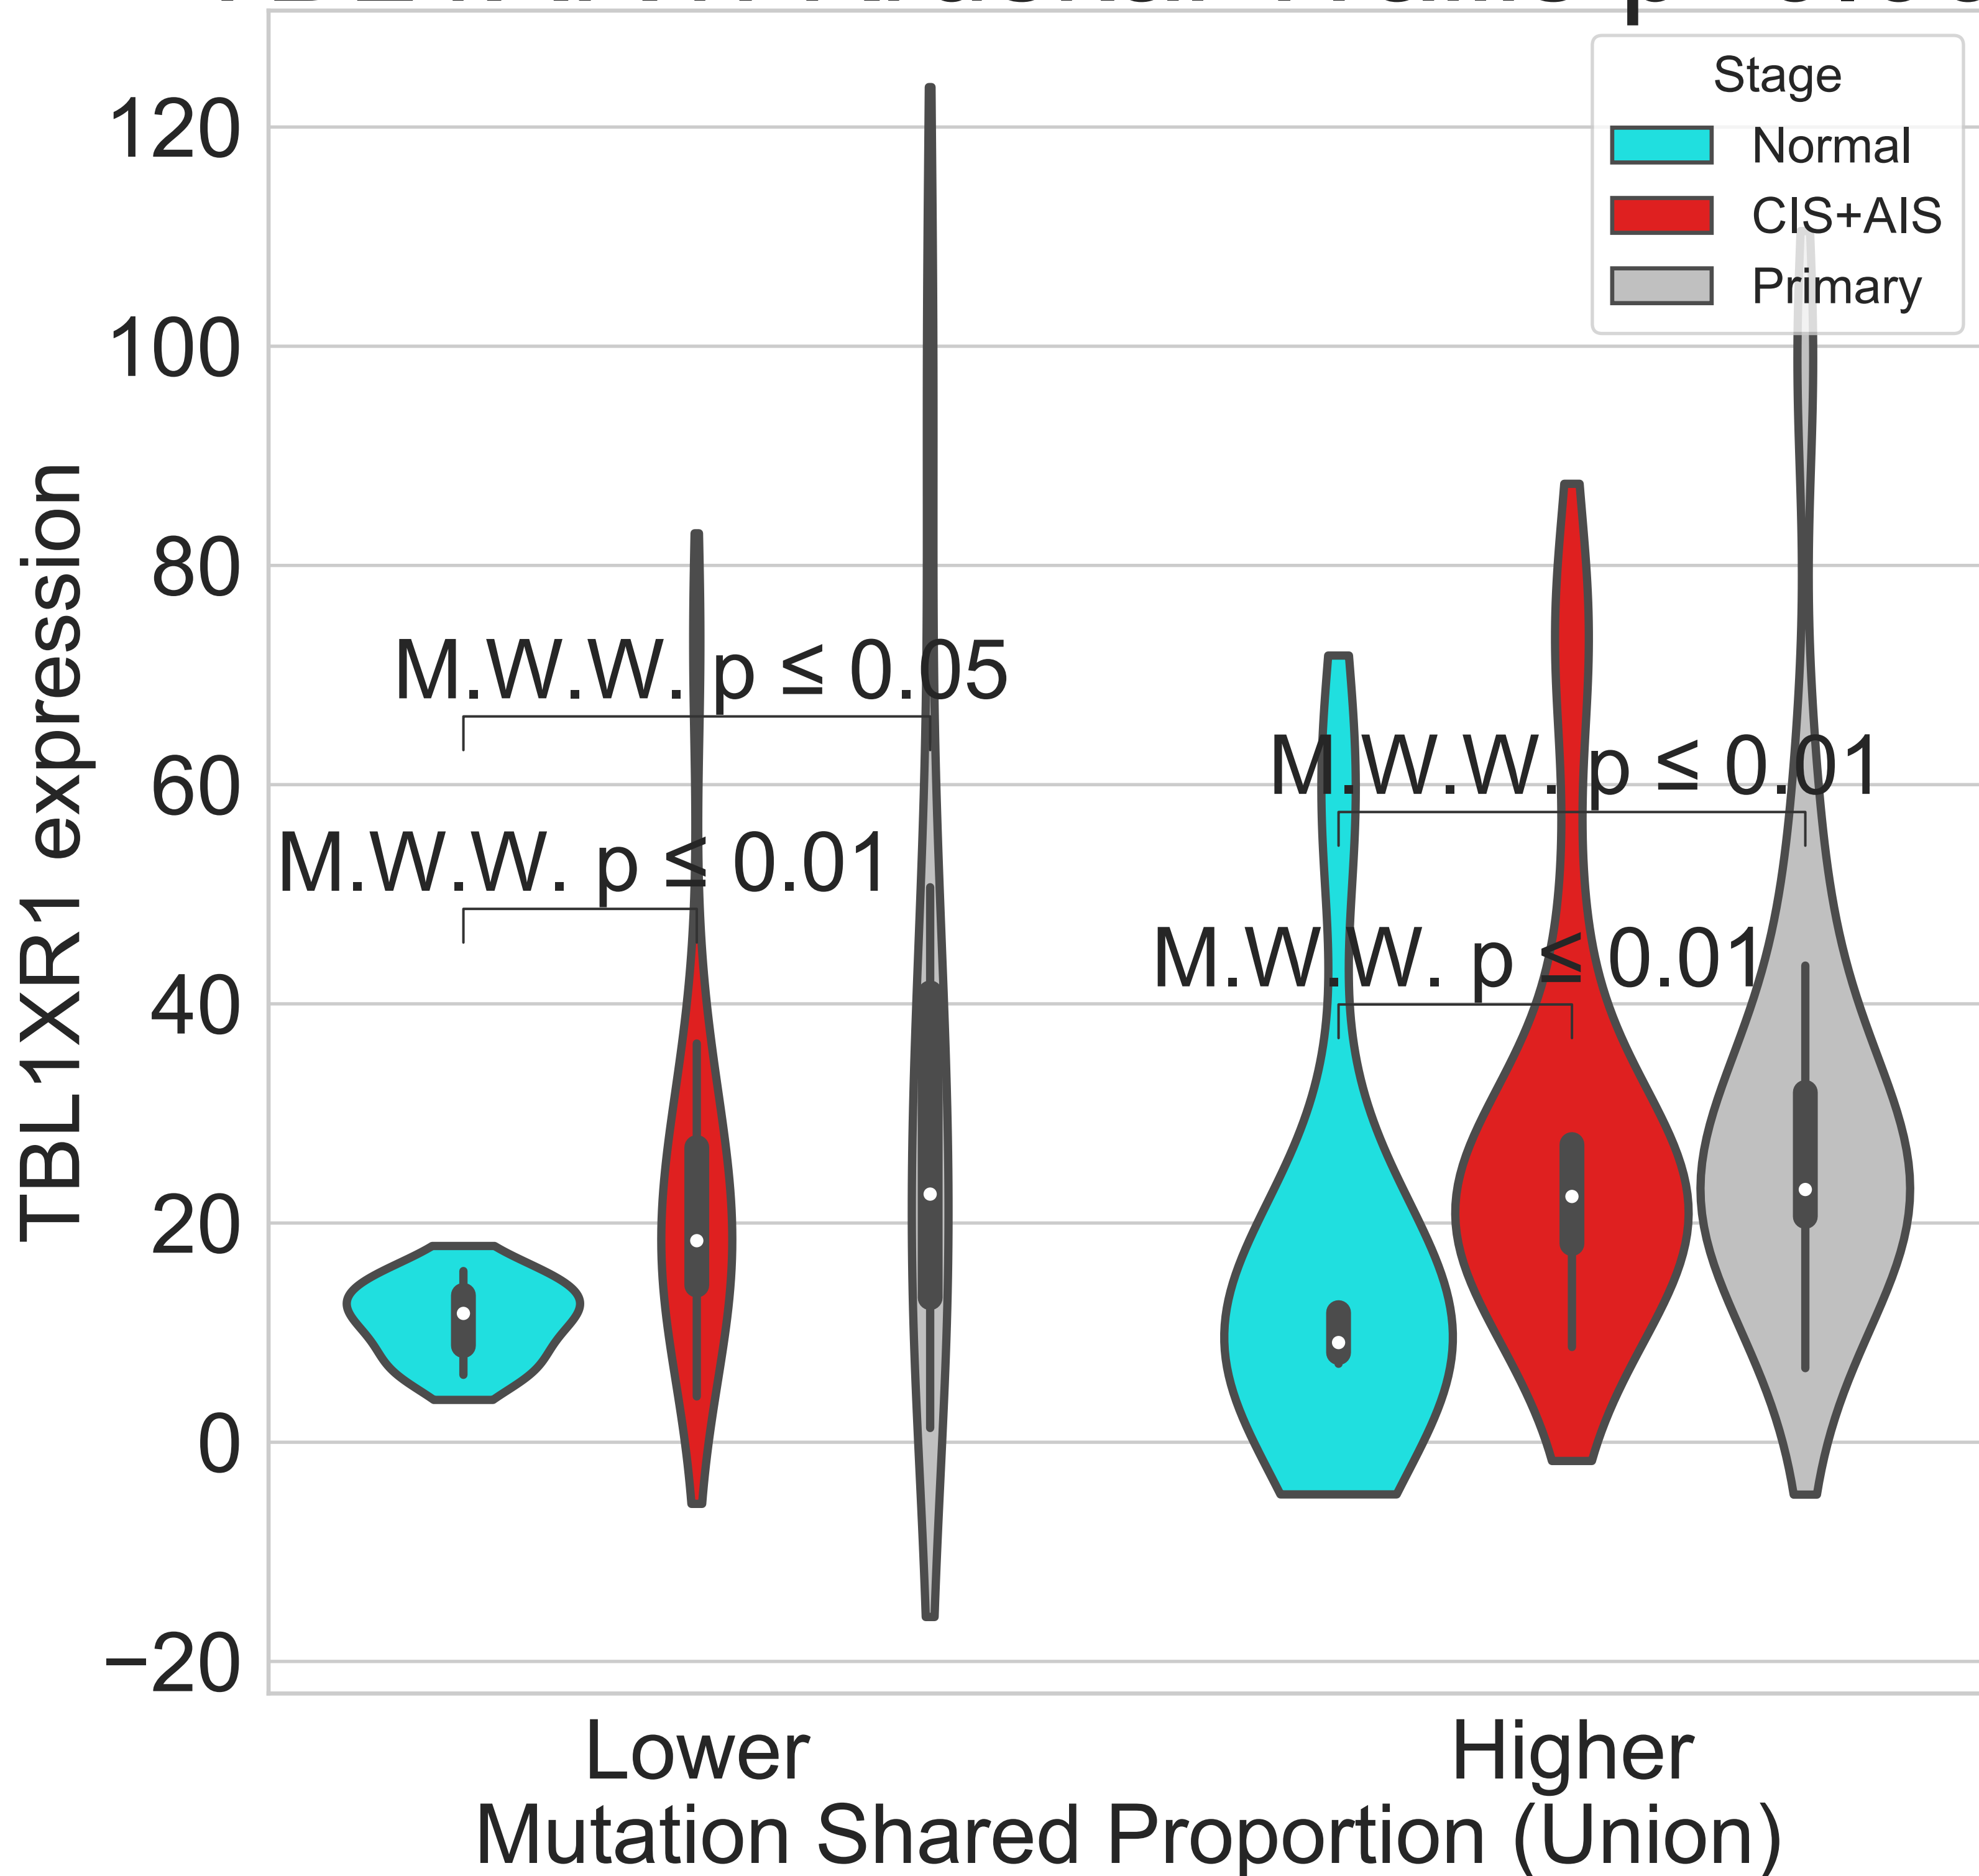 Stage
Normal
CIS+AIS
Primary
120
100
80
60
40
20
0
−20
TBL1XR1 expression
M.W.W. p ≤ 0.05
M.W.W. p ≤ 0.01
M.W.W. p ≤ 0.01
M.W.W. p ≤ 0.01
Lower
Higher
Mutation Shared Proportion (Union)